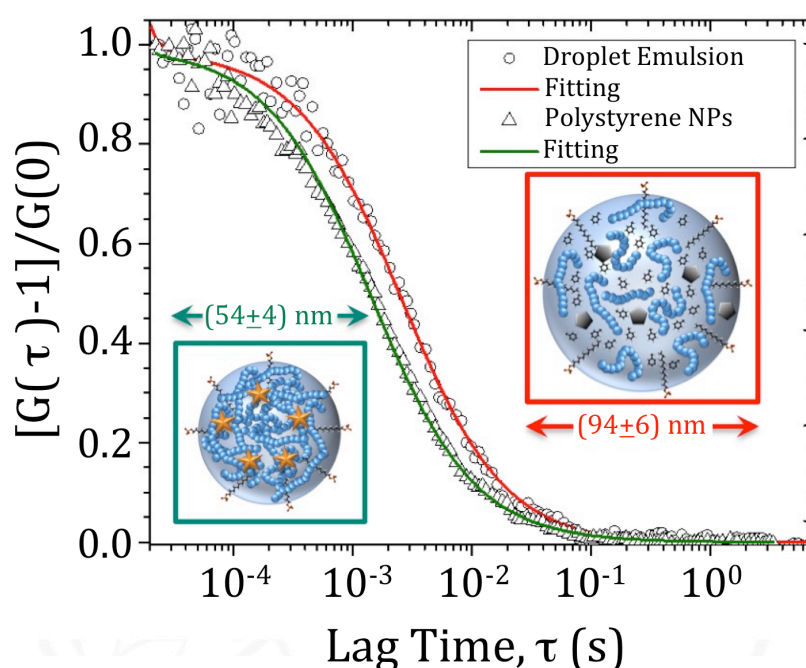 [G(τ)-1]/G(0)
1.0
0.8
0.6
0.4
0.2
0.0
Droplet Emulsion
Fitting
Polystyrene NPs
Fitting
(54±4) nm
(94±6) nm
10⁻⁴ 10⁻³ 10⁻² 10⁻¹ 10⁰
Lag Time, τ (s)